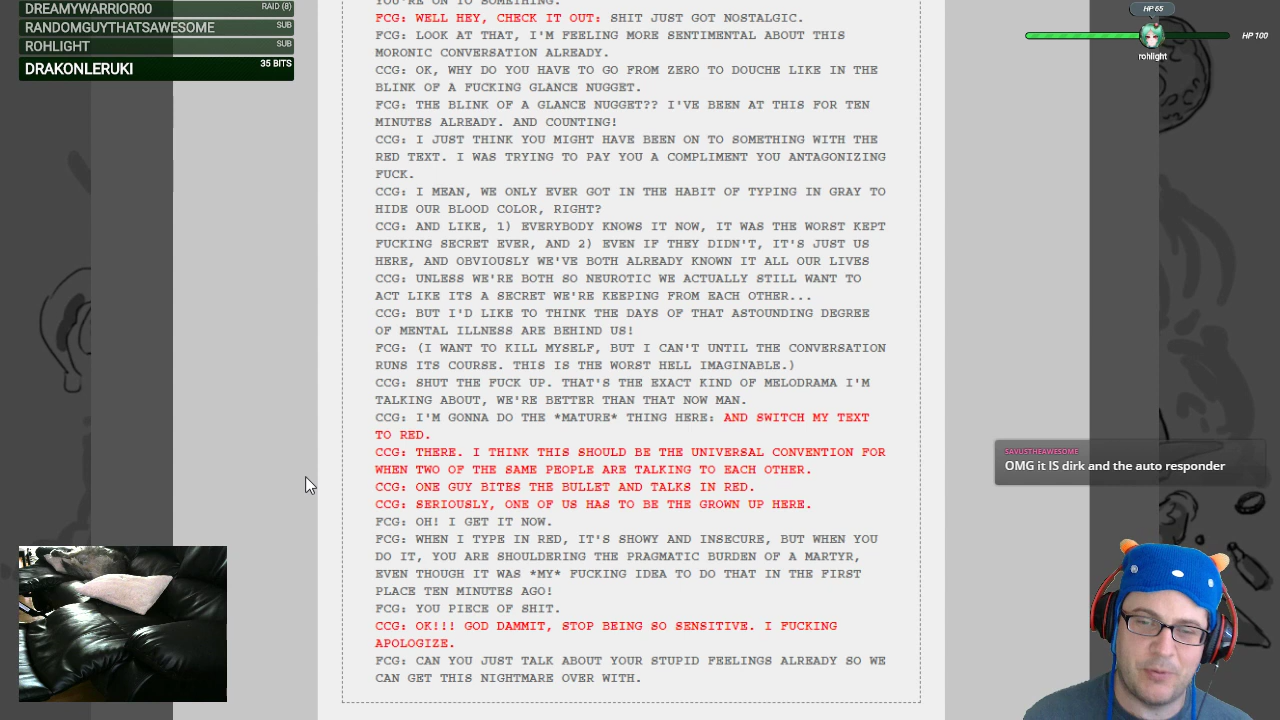 DREAMYWARRIOR00 RAID (8)
RANDOMGUYTHATSAWESOME SUB
ROHLIGHT SUB
DRAKONLERUKI 35 BITS
HP 65
HP 100
rohlight
YOU'RE ON TO SOMETHING.
FCG: WELL HEY, CHECK IT OUT: SHIT JUST GOT NOSTALGIC.
FCG: LOOK AT THAT, I'M FEELING MORE SENTIMENTAL ABOUT THIS
MORONIC CONVERSATION ALREADY.
CCG: OK, WHY DO YOU HAVE TO GO FROM ZERO TO DOUCHE LIKE IN THE
BLINK OF A FUCKING GLANCE NUGGET.
FCG: THE BLINK OF A GLANCE NUGGET?? I'VE BEEN AT THIS FOR TEN
MINUTES ALREADY. AND COUNTING!
CCG: I JUST THINK YOU MIGHT HAVE BEEN ON TO SOMETHING WITH THE
RED TEXT. I WAS TRYING TO PAY YOU A COMPLIMENT YOU ANTAGONIZING
FUCK.
CCG: I MEAN, WE ONLY EVER GOT IN THE HABIT OF TYPING IN GRAY TO
HIDE OUR BLOOD COLOR, RIGHT?
CCG: AND LIKE, 1) EVERYBODY KNOWS IT NOW, IT WAS THE WORST KEPT
FUCKING SECRET EVER, AND 2) EVEN IF THEY DIDN'T, IT'S JUST US
HERE, AND OBVIOUSLY WE'VE BOTH ALREADY KNOWN IT ALL OUR LIVES
CCG: UNLESS WE'RE BOTH SO NEUROTIC WE ACTUALLY STILL WANT TO
ACT LIKE ITS A SECRET WE'RE KEEPING FROM EACH OTHER...
CCG: BUT I'D LIKE TO THINK THE DAYS OF THAT ASTOUNDING DEGREE
OF MENTAL ILLNESS ARE BEHIND US!
FCG: (I WANT TO KILL MYSELF, BUT I CAN'T UNTIL THE CONVERSATION
RUNS ITS COURSE. THIS IS THE WORST HELL IMAGINABLE.)
CCG: SHUT THE FUCK UP. THAT'S THE EXACT KIND OF MELODRAMA I'M
TALKING ABOUT, WE'RE BETTER THAN THAT NOW MAN.
CCG: I'M GONNA DO THE *MATURE* THING HERE: AND SWITCH MY TEXT
TO RED.
CCG: THERE. I THINK THIS SHOULD BE THE UNIVERSAL CONVENTION FOR
WHEN TWO OF THE SAME PEOPLE ARE TALKING TO EACH OTHER.
CCG: ONE GUY BITES THE BULLET AND TALKS IN RED.
CCG: SERIOUSLY, ONE OF US HAS TO BE THE GROWN UP HERE.
FCG: OH! I GET IT NOW.
FCG: WHEN I TYPE IN RED, IT'S SHOWY AND INSECURE, BUT WHEN YOU
DO IT, YOU ARE SHOULDERING THE PRAGMATIC BURDEN OF A MARTYR,
EVEN THOUGH IT WAS *MY* FUCKING IDEA TO DO THAT IN THE FIRST
PLACE TEN MINUTES AGO!
FCG: YOU PIECE OF SHIT.
CCG: OK!!! GOD DAMMIT, STOP BEING SO SENSITIVE. I FUCKING
APOLOGIZE.
FCG: CAN YOU JUST TALK ABOUT YOUR STUPID FEELINGS ALREADY SO WE
CAN GET THIS NIGHTMARE OVER WITH.
SAVUSTHEAWESOME
OMG it IS dirk and the auto responder